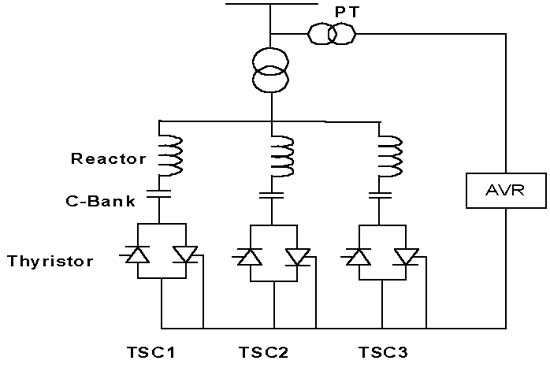 PT
Reactor
C-Bank
AVR
Thyristor
TSC1 TSC2 TSC3